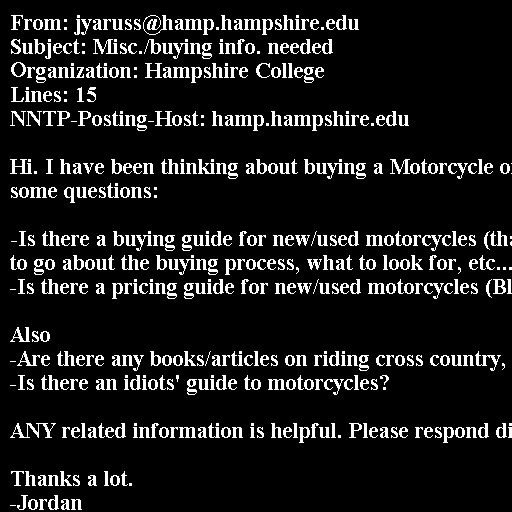 From: jyaruss@hamp.hampshire.edu
Subject: Misc./buying info. needed
Organization: Hampshire College
Lines: 15
NNTP-Posting-Host: hamp.hampshire.edu
Hi. I have been thinking about buying a Motorcycle
some questions:
-Is there a buying guide for new/used motorcycles
to go about the buying process, what to look for, etc...
-Is there a pricing guide for new/used motorcycles
Also
-Are there any books/articles on riding cross country,
-Is there an idiots' guide to motorcycles?
ANY related information is helpful. Please respond
Thanks a lot.
-Jordan